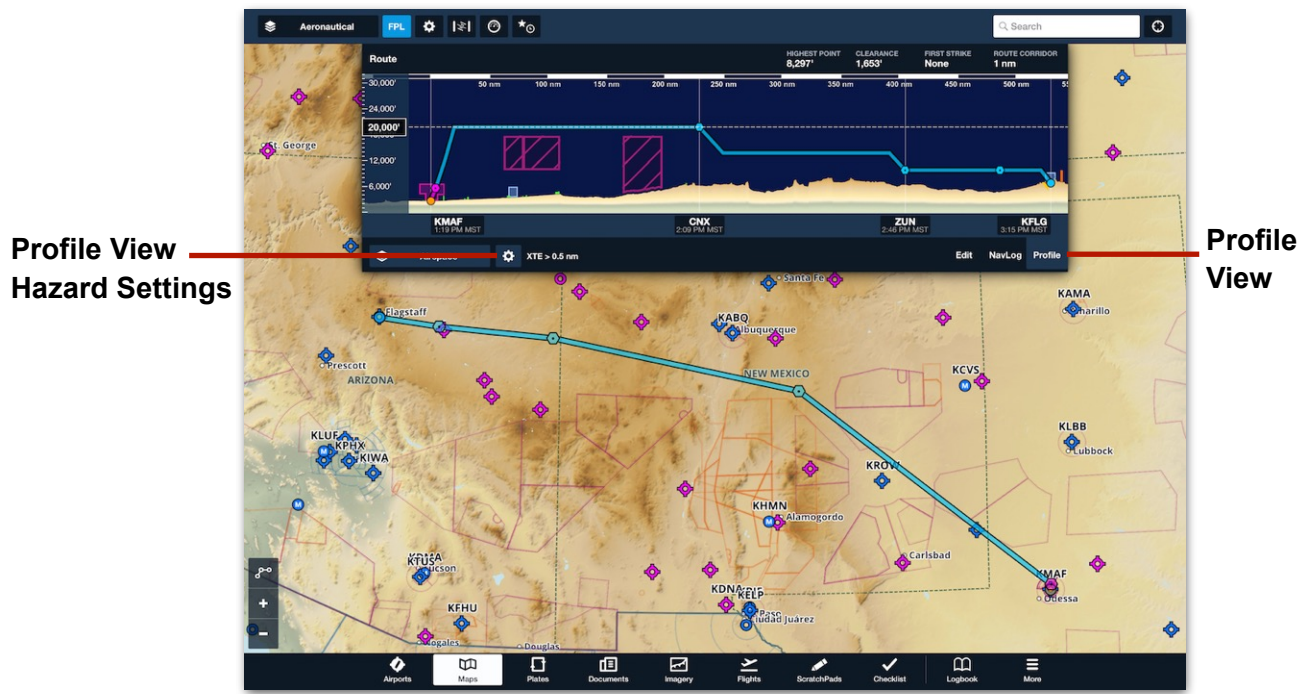 Aeronautical
FPL
Search
Route
HIGHEST POINT
8,297'
CLEARANCE
1,653'
FIRST STRIKE
None
ROUTE CORRIDOR
1 nm
30,000'
24,000'
20,000'
12,000'
6,000'
50 nm
100 nm
150 nm
200 nm
250 nm
300 nm
350 nm
400 nm
450 nm
500 nm
KMAF
1:19 PM MST
CNX
2:09 PM MST
ZUN
2:46 PM MST
KFLG
3:15 PM MST
XTE > 0.5 nm
Edit
NavLog
Profile
Profile View
Hazard Settings
Profile
View
St. George
Santa Fe
KAMA
Amarillo
Flagstaff
KABQ
Albuquerque
Prescott
ARIZONA
NEW MEXICO
KCVS
KLUF
KPHX
KIWA
KLBB
Lubbock
KROW
KHMN
Alamogordo
Carlsbad
KDMA
KTUS
Tucson
KMAF
Odessa
KDNA
KELP
Paso
Ciudad Juárez
KFHU
Nogales
Douglas
M
M
M
M
Airports
Maps
Plates
Documents
Imagery
Flights
ScratchPads
Checklist
Logbook
More